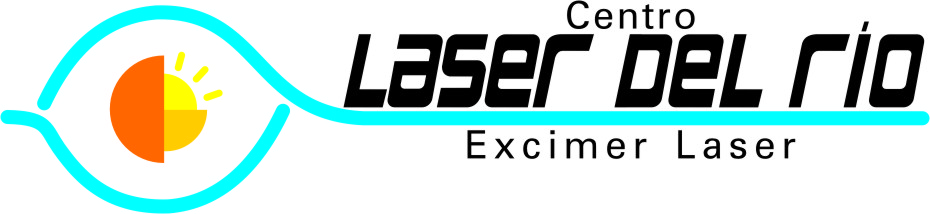 Centro
LASER DEL RÍO
Excimer Laser